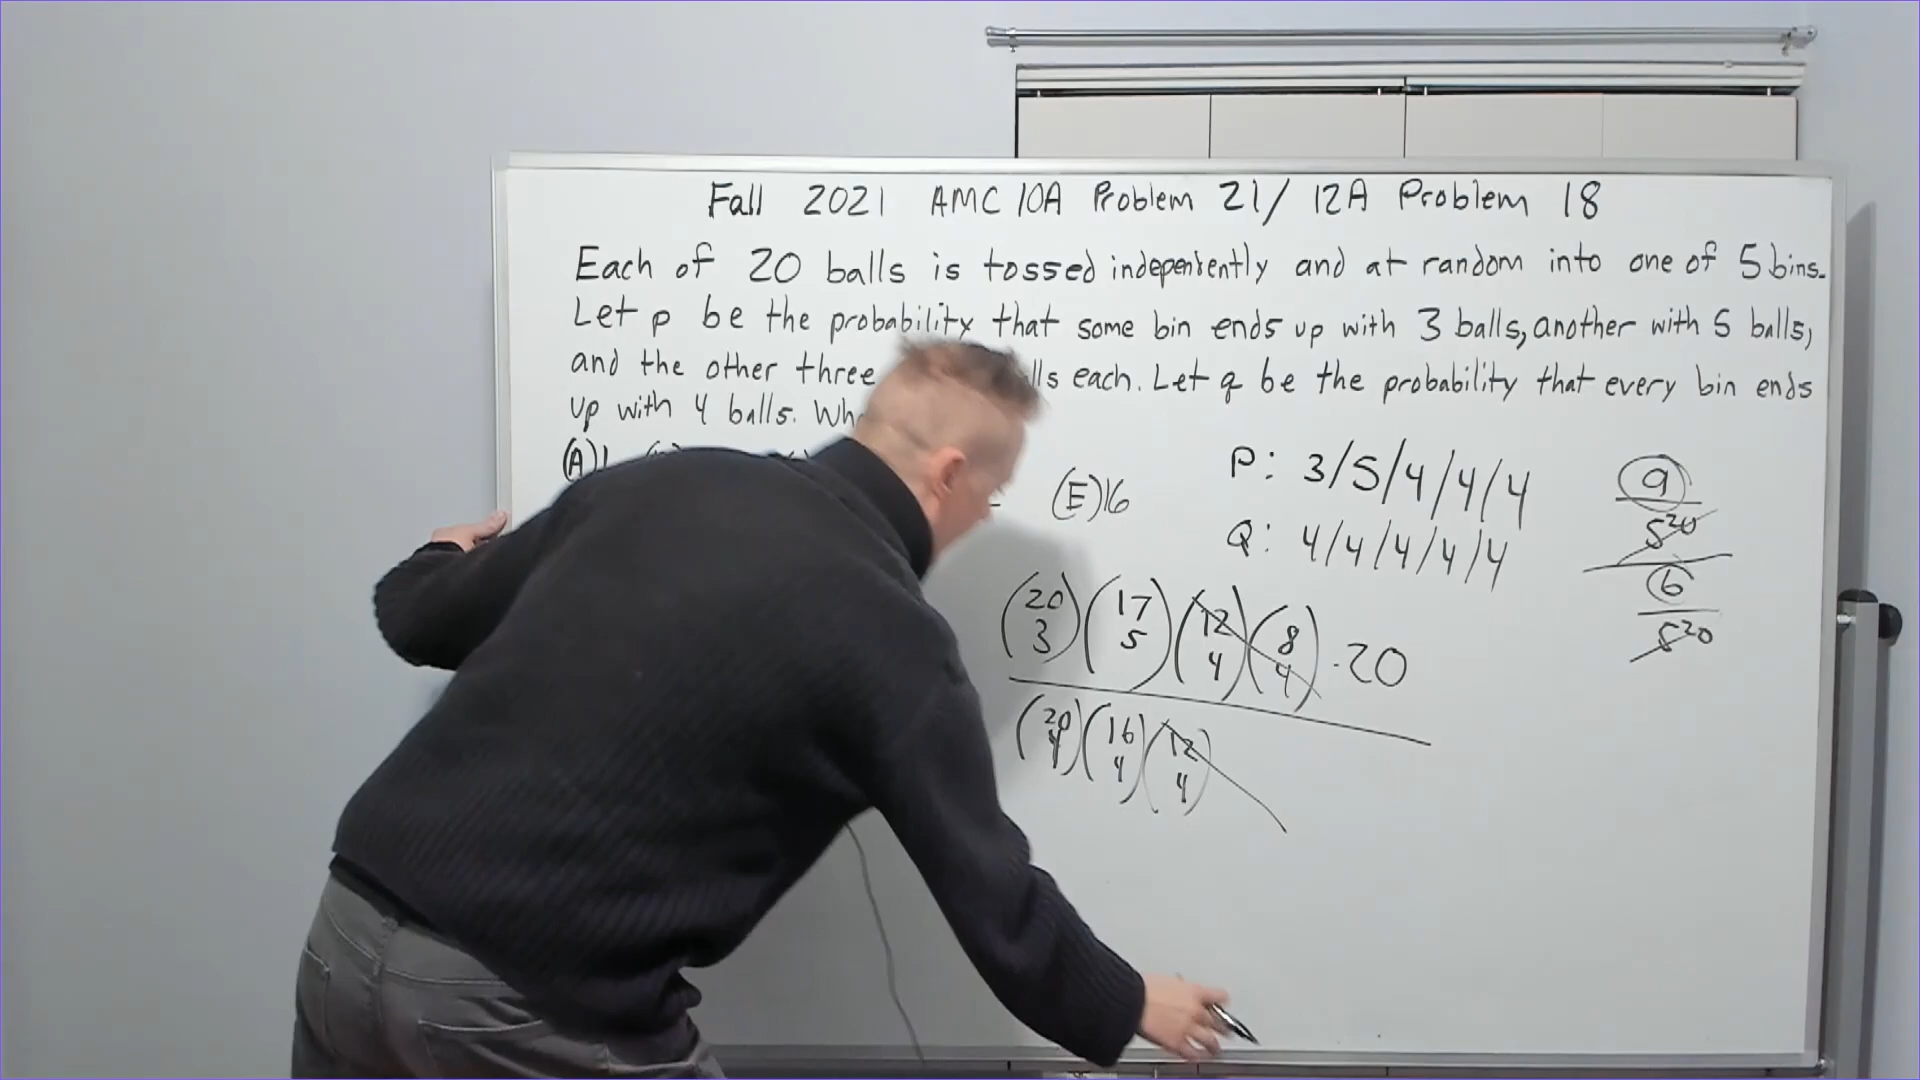 Fall 2021 AMC 10A Problem 21/ 12A Problem 18
Each of 20 balls is tossed independently and at random into one of 5 bins.
Let p be the probability that some bin ends up with 3 balls, another with 5 balls,
and the other three lls each. Let q be the probability that every bin ends
up with 4 balls. Wh
(A)1 (E)16
P: 3/5/4/4/4
Q: 4/4/4/4/4
a
5^20
b
5^20
(20 3)(17 5)(12 4)(8 4) · 20
(20 4)(16 4)(12 4)